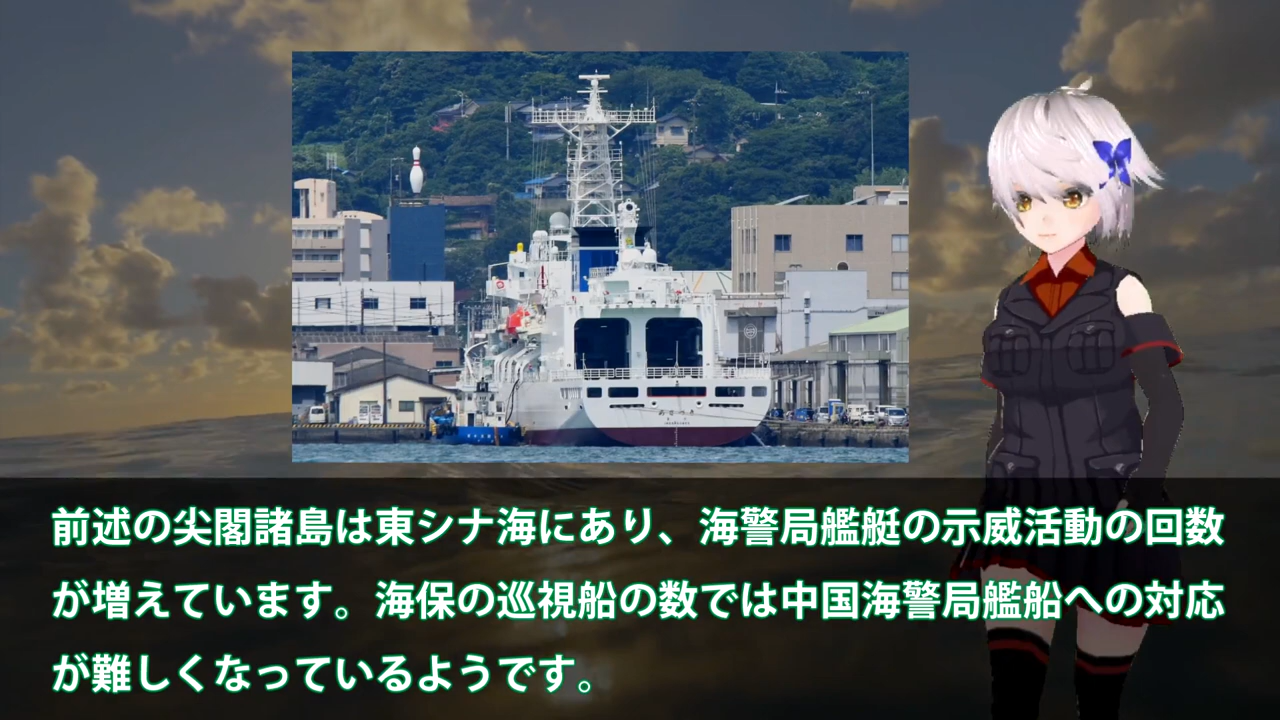 前述の尖閣諸島は東シナ海にあり、海警局艦艇の示威活動の回数
が増えています。海保の巡視船の数では中国海警局艦船への対応
が難しくなっているようです。